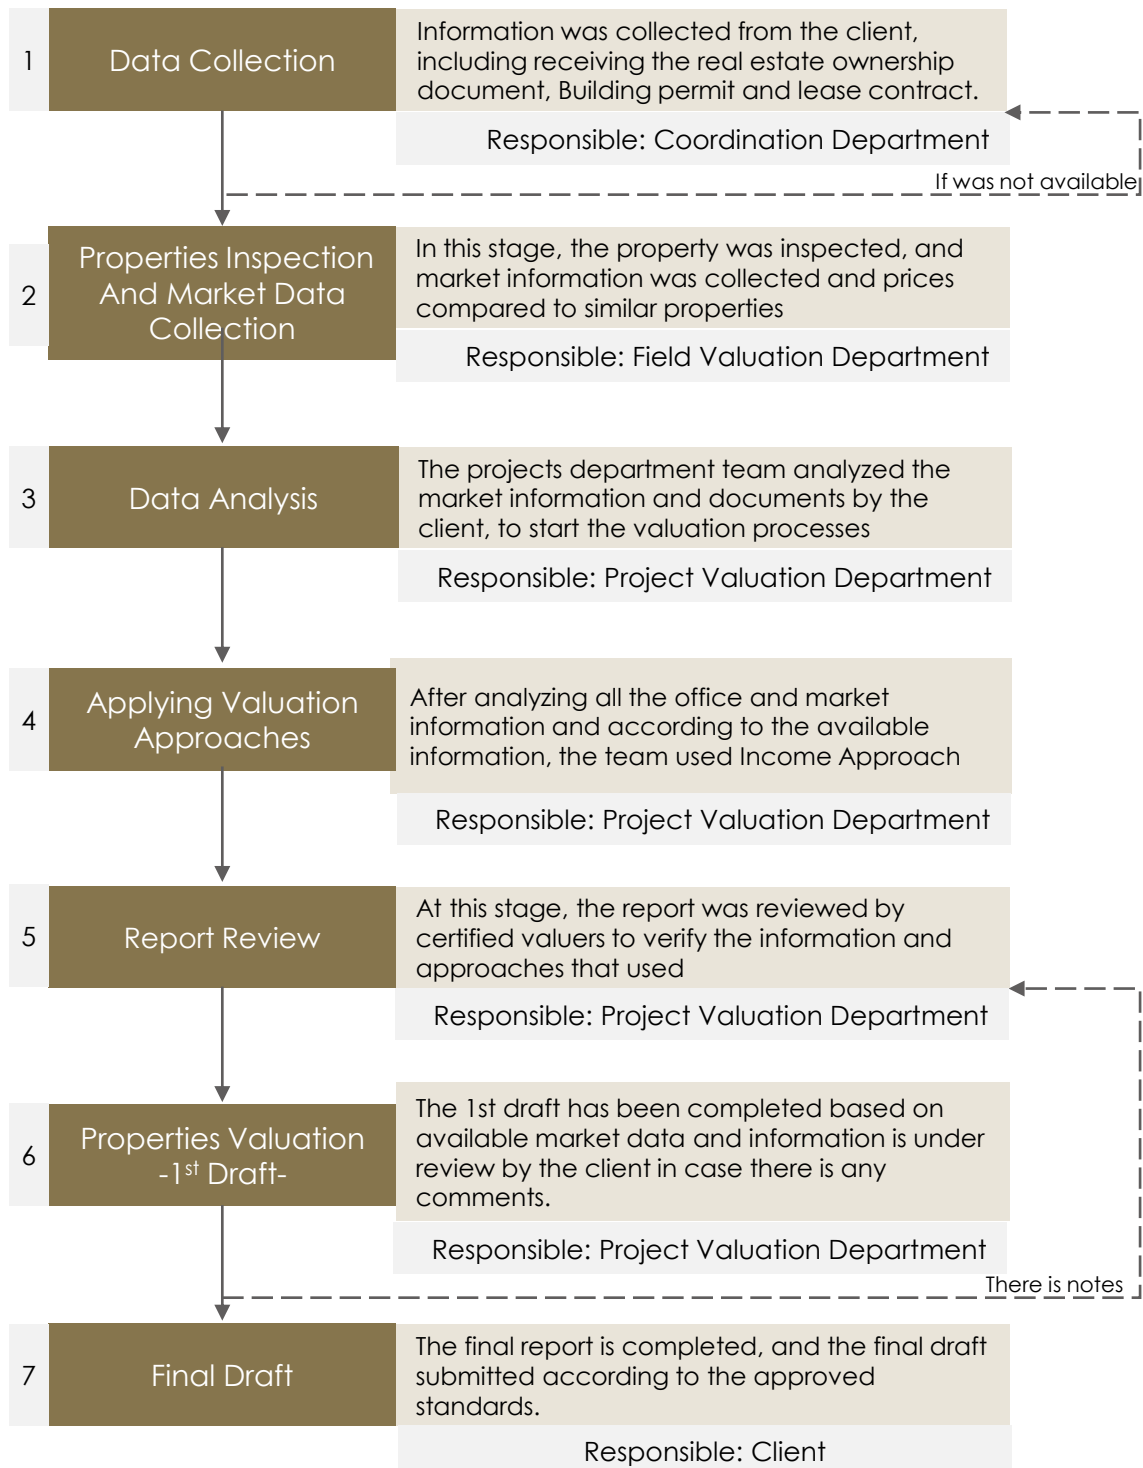 1
Data Collection
Information was collected from the client,
including receiving the real estate ownership
document, Building permit and lease contract.
Responsible: Coordination Department
If was not available
2
Properties Inspection
And Market Data
Collection
In this stage, the property was inspected, and
market information was collected and prices
compared to similar properties
Responsible: Field Valuation Department
3
Data Analysis
The projects department team analyzed the
market information and documents by the
client, to start the valuation processes
Responsible: Project Valuation Department
4
Applying Valuation
Approaches
After analyzing all the office and market
information and according to the available
information, the team used Income Approach
Responsible: Project Valuation Department
5
Report Review
At this stage, the report was reviewed by
certified valuers to verify the information and
approaches that used
Responsible: Project Valuation Department
6
Properties Valuation
-1st Draft-
The 1st draft has been completed based on
available market data and information is under
review by the client in case there is any
comments.
Responsible: Project Valuation Department
There is notes
7
Final Draft
The final report is completed, and the final draft
submitted according to the approved
standards.
Responsible: Client